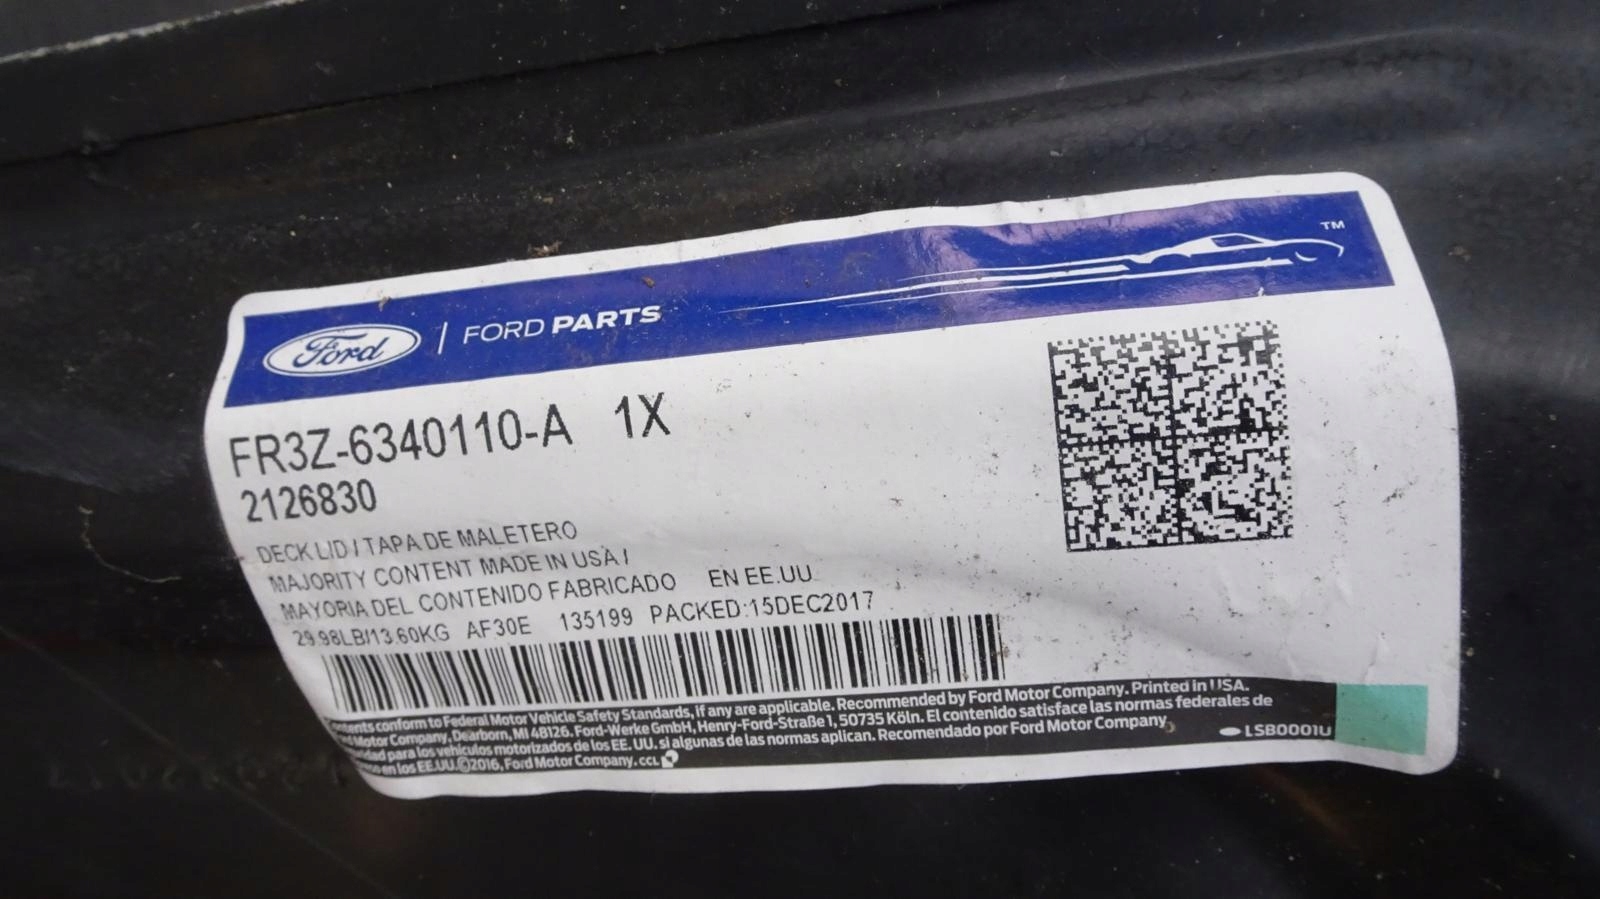 Ford | FORD PARTS
TM
FR3Z-6340110-A 1X
2126830
DECK LID / TAPA DE MALETERO
MAJORITY CONTENT MADE IN USA /
MAYORIA DEL CONTENIDO FABRICADO EN EE.UU
29.98LB/13.60KG AF30E 135199 PACKED:15DEC2017
conform to Federal Motor Vehicle Safety Standards, if any are applicable. Recommended by Ford Motor Company. Printed in USA.
Motor Company, Dearborn, MI 48126. Ford-Werke GmbH, Henry-Ford-Straße 1, 50735 Köln. El contenido satisface las normas federales de
para los vehículos motorizados de los EE. UU. si algunas de las normas aplican. Recomendado por Ford Motor Company
en los EE.UU.©2016, Ford Motor Company. CCL
LSB0001U